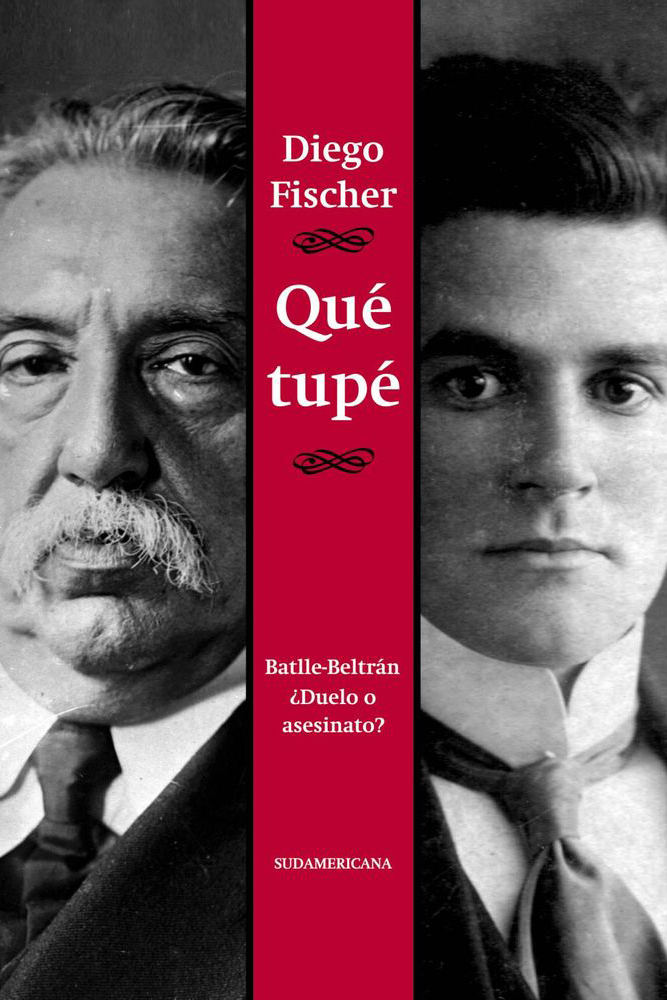 Diego
Fischer
Qué
tupé
Batlle-Beltrán
¿Duelo o
asesinato?
SUDAMERICANA